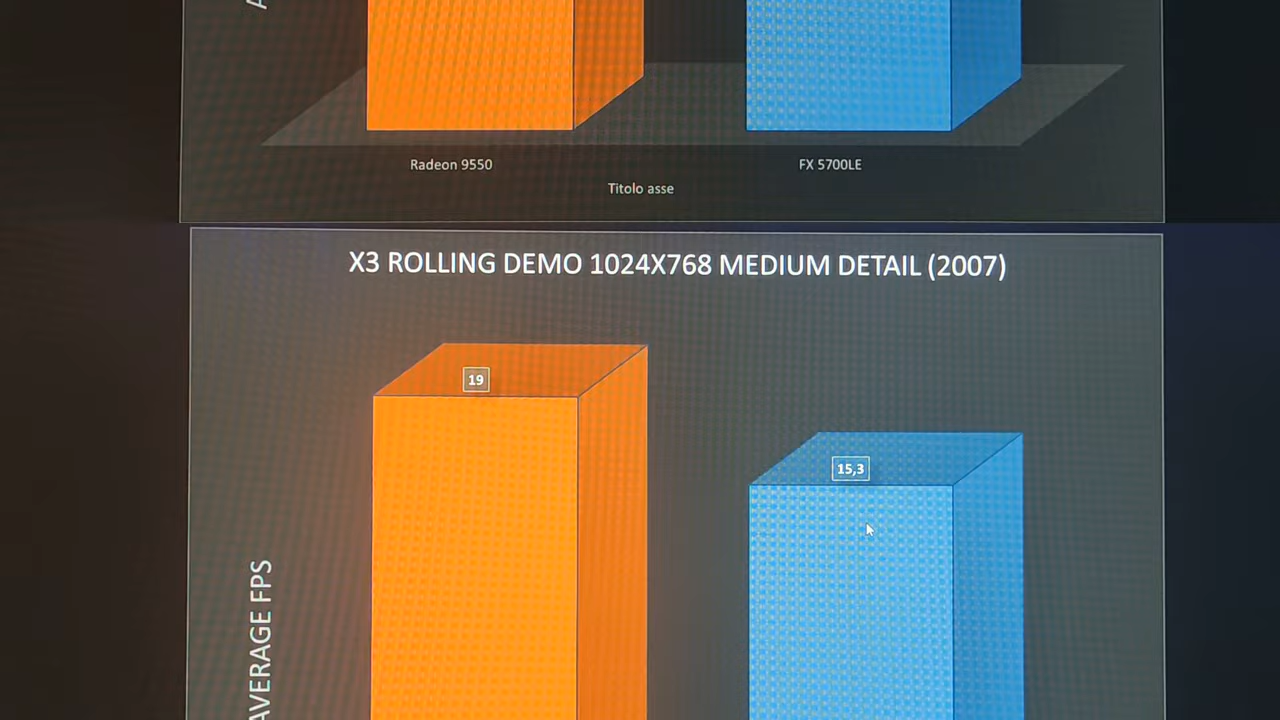 Radeon 9550
FX 5700LE
Titolo asse
X3 ROLLING DEMO 1024X768 MEDIUM DETAIL (2007)
19
15,3
AVERAGE FPS